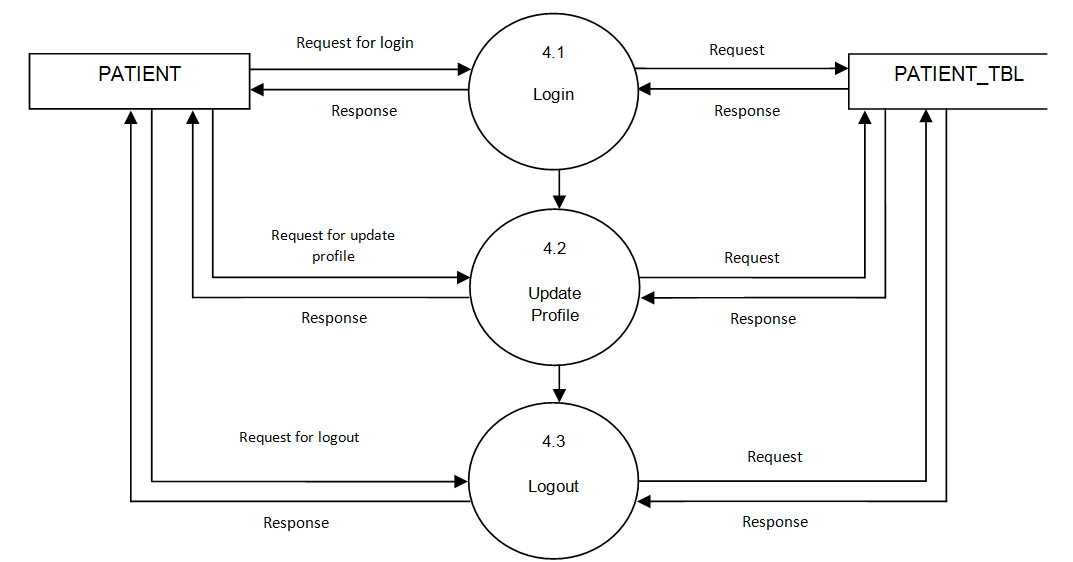 Request for login
4.1
Request
PATIENT
PATIENT_TBL
Login
Response
Response
Request for update
profile
4.2
Request
Update
Profile
Response
Response
Request for logout
4.3
Request
Logout
Response
Response